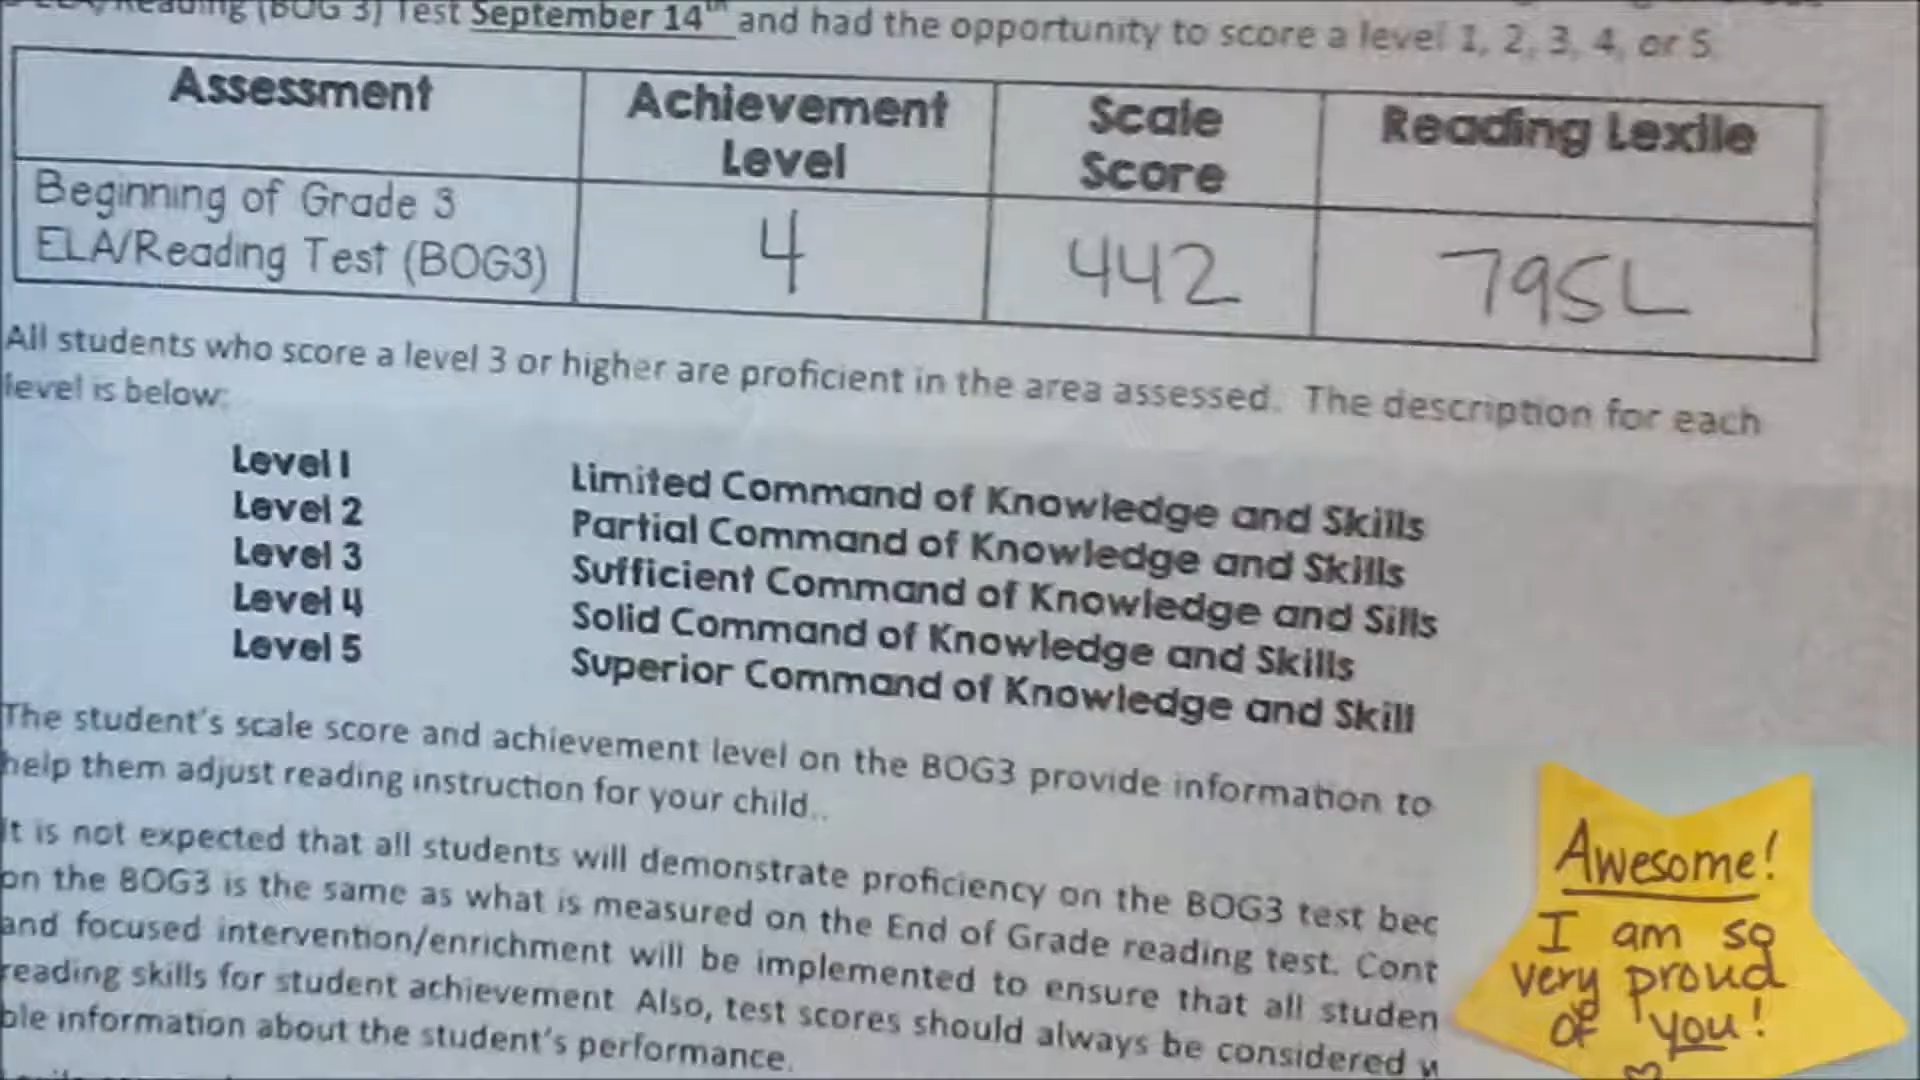 Reading (BOG 3) Test September 14th and had the opportunity to score a level 1, 2, 3, 4, or 5.
Assessment Achievement Level Scale Score Reading Lexile
Beginning of Grade 3
ELA/Reading Test (BOG3) 4 442 795L
All students who score a level 3 or higher are proficient in the area assessed. The description for each
level is below:
Level 1 Limited Command of Knowledge and Skills
Level 2 Partial Command of Knowledge and Skills
Level 3 Sufficient Command of Knowledge and Sills
Level 4 Solid Command of Knowledge and Skills
Level 5 Superior Command of Knowledge and Skill
The student's scale score and achievement level on the BOG3 provide information to
help them adjust reading instruction for your child..
It is not expected that all students will demonstrate proficiency on the BOG3 test bec
on the BOG3 is the same as what is measured on the End of Grade reading test. Cont
and focused intervention/enrichment will be implemented to ensure that all studen
reading skills for student achievement. Also, test scores should always be considered w
ble information about the student's performance.
Awesome!
I am so
very proud
of you!